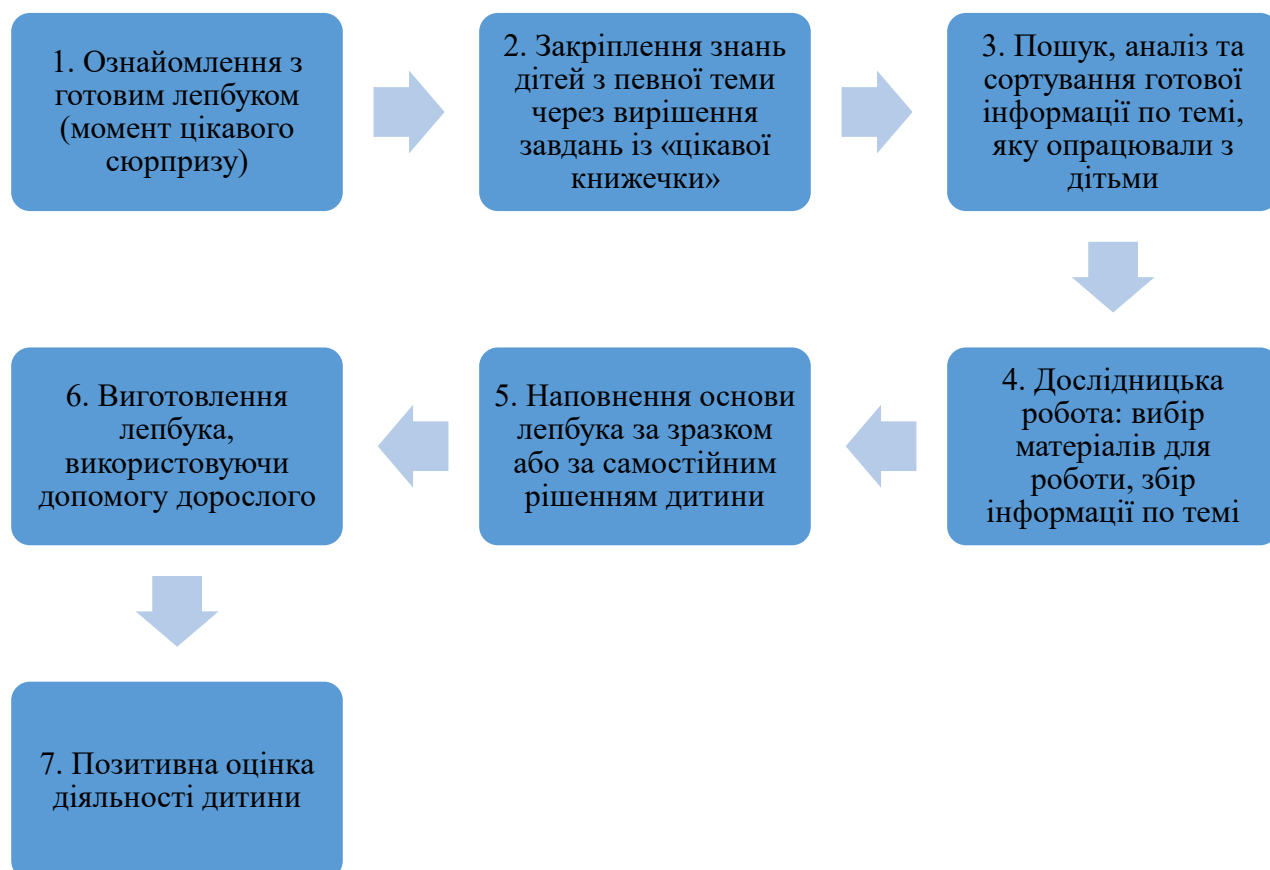 1. Ознайомлення з
готовим лепбуком
(момент цікавого
сюрпризу)
2. Закріплення знань
дітей з певної теми
через вирішення
завдань із «цікавої
книжечки»
3. Пошук, аналіз та
сортування готової
інформації по темі,
яку опрацювали з
дітьми
4. Дослідницька
робота: вибір
матеріалів для
роботи, збір
інформації по темі
5. Наповнення основи
лепбука за зразком
або за самостійним
рішенням дитини
6. Виготовлення
лепбука,
використовуючи
допомогу дорослого
7. Позитивна оцінка
діяльності дитини